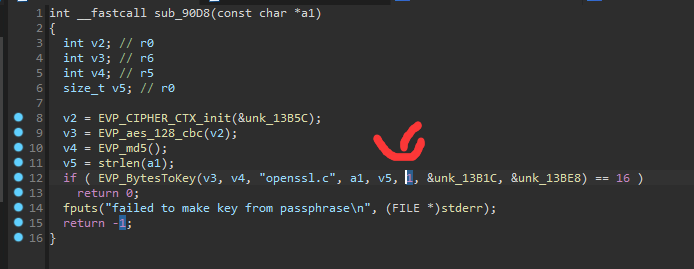 1 int __fastcall sub_90D8(const char *a1)
2 {
3 int v2; // r0
4 int v3; // r6
5 int v4; // r5
6 size_t v5; // r0
7
8 v2 = EVP_CIPHER_CTX_init(&unk_13B5C);
9 v3 = EVP_aes_128_cbc(v2);
10 v4 = EVP_md5();
11 v5 = strlen(a1);
12 if ( EVP_BytesToKey(v3, v4, "openssl.c", a1, v5, 1, &unk_13B1C, &unk_13BE8) == 16 )
13 return 0;
14 fputs("failed to make key from passphrase\n", (FILE *)stderr);
15 return -1;
16 }